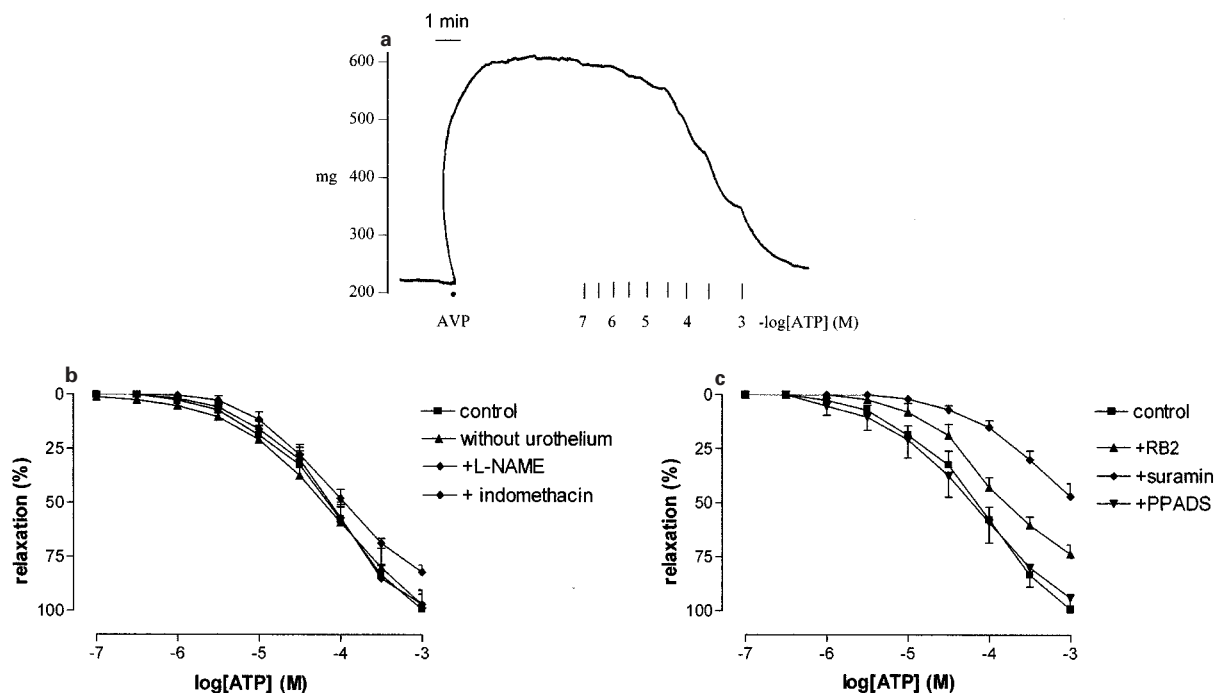 1 min
a
600
500
mg 400
300
200
AVP 7 6 5 4 3 -log[ATP] (M)
b
0
25
50
75
100
relaxation (%)
control
without urothelium
+L-NAME
+ indomethacin
-7 -6 -5 -4 -3
log[ATP] (M)
c
0
25
50
75
100
relaxation (%)
control
+RB2
+suramin
+PPADS
-7 -6 -5 -4 -3
log[ATP] (M)